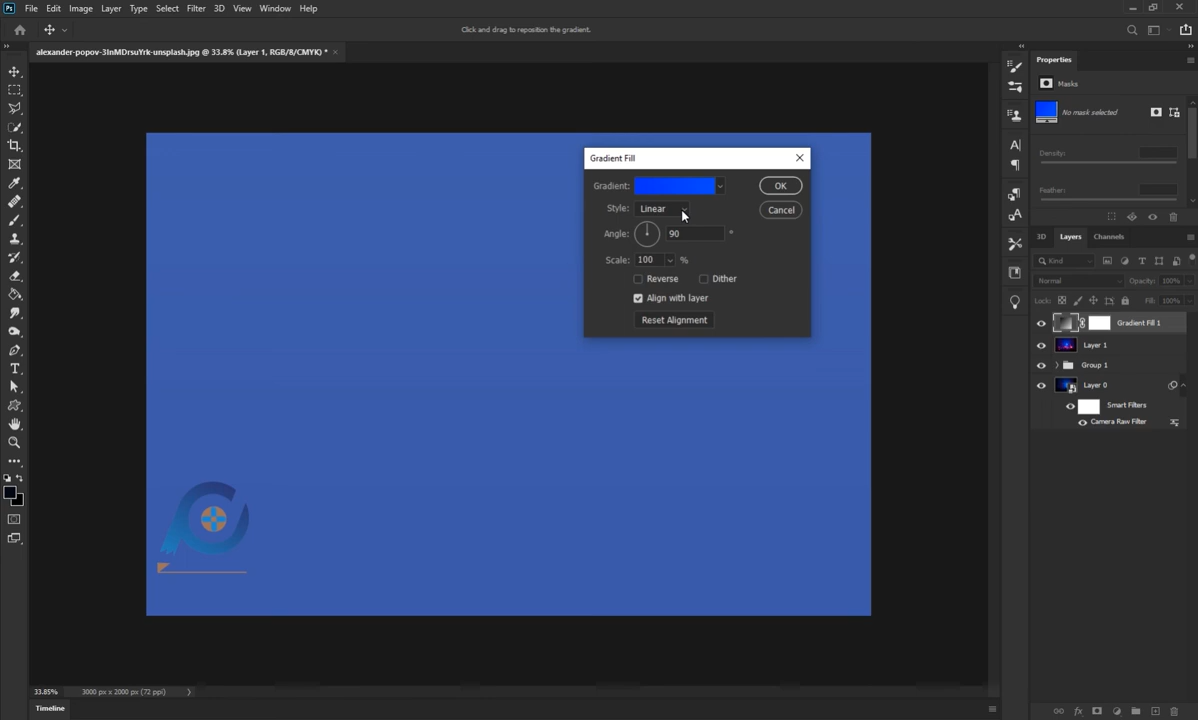 Ps File Edit Image Layer Type Select Filter 3D View Window Help
Click and drag to reposition the gradient.
alexander-popov-3InMDrsuYrk-unsplash.jpg @ 33.8% (Layer 1, RGB/8/CMYK) * ×
Properties
Masks
No mask selected
Density:
Feather:
Gradient Fill
Gradient:
OK
Style: Linear
Cancel
Angle: 90 °
Scale: 100 %
Reverse Dither
Align with layer
Reset Alignment
3D Layers Channels
Kind
Normal Opacity: 100%
Lock: Fill: 100%
Gradient Fill 1
Layer 1
Group 1
Layer 0
Smart Filters
Camera Raw Filter
33.85% 3000 px x 2000 px (72 ppi)
Timeline